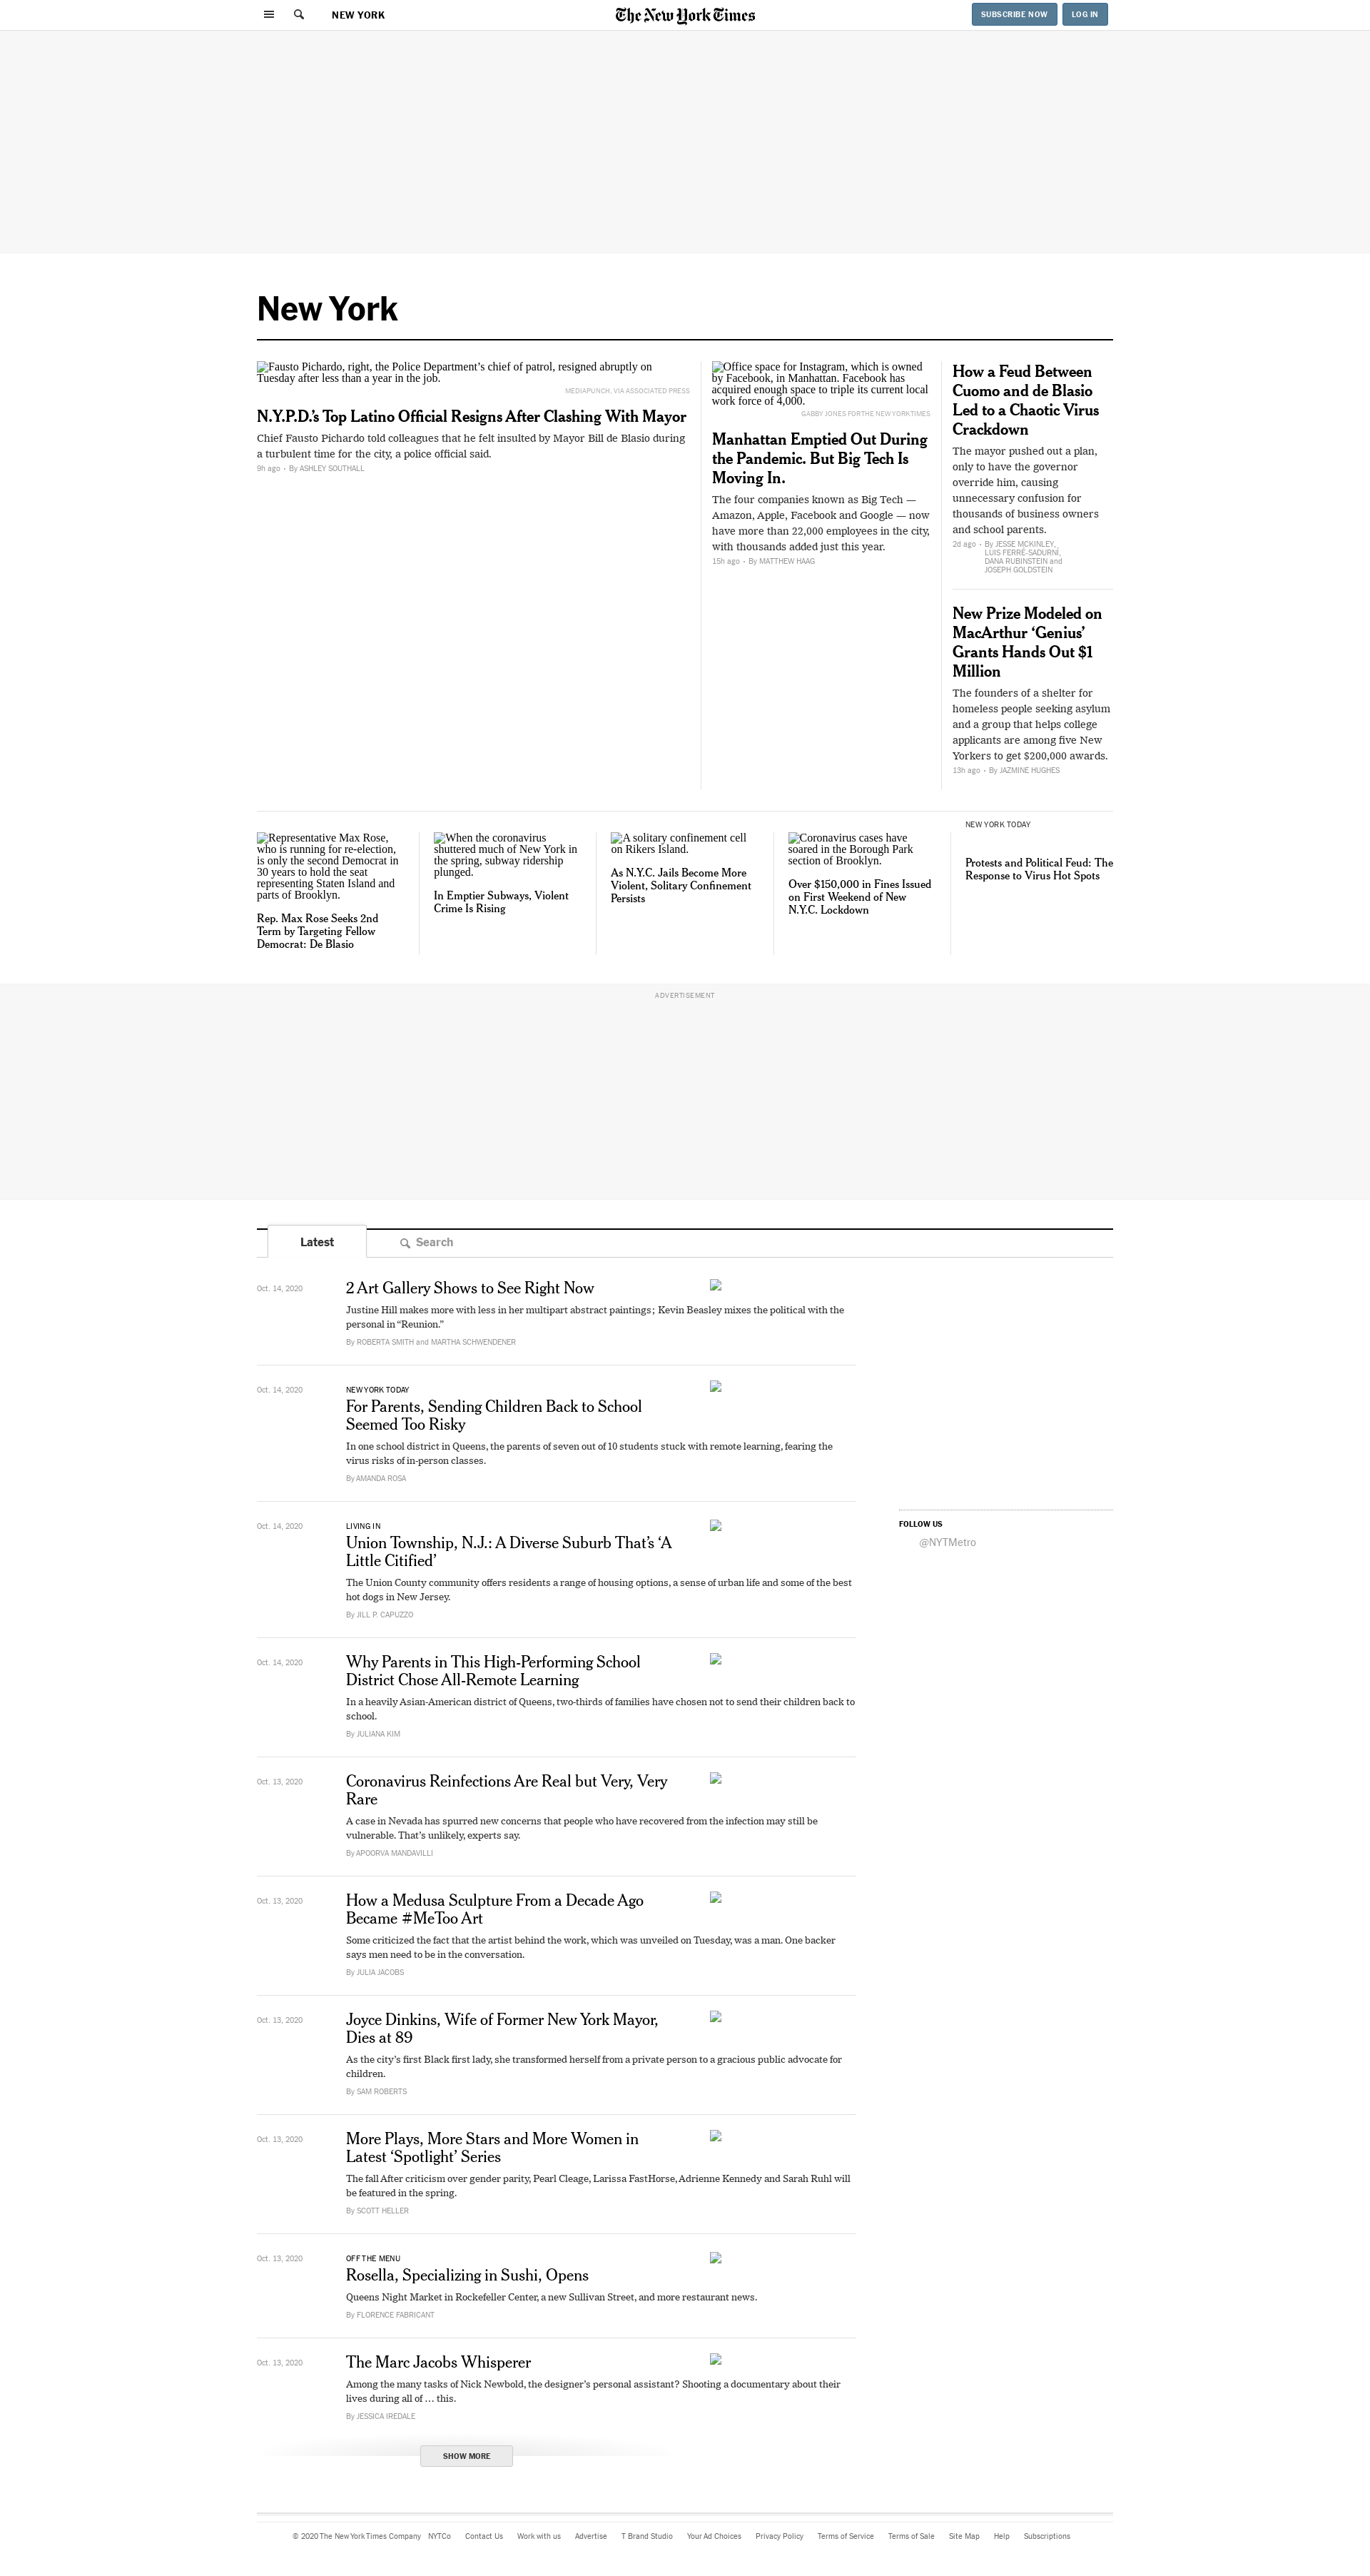 NEW YORK
The New York Times
SUBSCRIBE NOW
LOG IN
New York
Fausto Pichardo, right, the Police Department’s chief of patrol, resigned abruptly on
Tuesday after less than a year in the job.
MEDIAPUNCH, VIA ASSOCIATED PRESS
N.Y.P.D.’s Top Latino Official Resigns After Clashing With Mayor
Chief Fausto Pichardo told colleagues that he felt insulted by Mayor Bill de Blasio during
a turbulent time for the city, a police official said.
9h ago • By ASHLEY SOUTHALL
Office space for Instagram, which is owned
by Facebook, in Manhattan. Facebook has
acquired enough space to triple its current local
work force of 4,000.
GABBY JONES FOR THE NEW YORK TIMES
Manhattan Emptied Out During
the Pandemic. But Big Tech Is
Moving In.
The four companies known as Big Tech —
Amazon, Apple, Facebook and Google — now
have more than 22,000 employees in the city,
with thousands added just this year.
15h ago • By MATTHEW HAAG
How a Feud Between
Cuomo and de Blasio
Led to a Chaotic Virus
Crackdown
The mayor pushed out a plan,
only to have the governor
override him, causing
unnecessary confusion for
thousands of business owners
and school parents.
2d ago • By JESSE MCKINLEY,
LUIS FERRÉ-SADURNÍ,
DANA RUBINSTEIN and
JOSEPH GOLDSTEIN
New Prize Modeled on
MacArthur ‘Genius’
Grants Hands Out $1
Million
The founders of a shelter for
homeless people seeking asylum
and a group that helps college
applicants are among five New
Yorkers to get $200,000 awards.
13h ago • By JAZMINE HUGHES
Representative Max Rose,
who is running for re-election,
is only the second Democrat in
30 years to hold the seat
representing Staten Island and
parts of Brooklyn.
Rep. Max Rose Seeks 2nd
Term by Targeting Fellow
Democrat: De Blasio
When the coronavirus
shuttered much of New York in
the spring, subway ridership
plunged.
In Emptier Subways, Violent
Crime Is Rising
A solitary confinement cell
on Rikers Island.
As N.Y.C. Jails Become More
Violent, Solitary Confinement
Persists
Coronavirus cases have
soared in the Borough Park
section of Brooklyn.
Over $150,000 in Fines Issued
on First Weekend of New
N.Y.C. Lockdown
NEW YORK TODAY
Protests and Political Feud: The
Response to Virus Hot Spots
ADVERTISEMENT
Latest
Search
Oct. 14, 2020
2 Art Gallery Shows to See Right Now
Justine Hill makes more with less in her multipart abstract paintings; Kevin Beasley mixes the political with the
personal in “Reunion.”
By ROBERTA SMITH and MARTHA SCHWENDENER
Oct. 14, 2020
NEW YORK TODAY
For Parents, Sending Children Back to School
Seemed Too Risky
In one school district in Queens, the parents of seven out of 10 students stuck with remote learning, fearing the
virus risks of in-person classes.
By AMANDA ROSA
Oct. 14, 2020
LIVING IN
Union Township, N.J.: A Diverse Suburb That’s ‘A
Little Citified’
The Union County community offers residents a range of housing options, a sense of urban life and some of the best
hot dogs in New Jersey.
By JILL P. CAPUZZO
FOLLOW US
@NYTMetro
Oct. 14, 2020
Why Parents in This High-Performing School
District Chose All-Remote Learning
In a heavily Asian-American district of Queens, two-thirds of families have chosen not to send their children back to
school.
By JULIANA KIM
Oct. 13, 2020
Coronavirus Reinfections Are Real but Very, Very
Rare
A case in Nevada has spurred new concerns that people who have recovered from the infection may still be
vulnerable. That’s unlikely, experts say.
By APOORVA MANDAVILLI
Oct. 13, 2020
How a Medusa Sculpture From a Decade Ago
Became #MeToo Art
Some criticized the fact that the artist behind the work, which was unveiled on Tuesday, was a man. One backer
says men need to be in the conversation.
By JULIA JACOBS
Oct. 13, 2020
Joyce Dinkins, Wife of Former New York Mayor,
Dies at 89
As the city’s first Black first lady, she transformed herself from a private person to a gracious public advocate for
children.
By SAM ROBERTS
Oct. 13, 2020
More Plays, More Stars and More Women in
Latest ‘Spotlight’ Series
The fall After criticism over gender parity, Pearl Cleage, Larissa FastHorse, Adrienne Kennedy and Sarah Ruhl will
be featured in the spring.
By SCOTT HELLER
Oct. 13, 2020
OFF THE MENU
Rosella, Specializing in Sushi, Opens
Queens Night Market in Rockefeller Center, a new Sullivan Street, and more restaurant news.
By FLORENCE FABRICANT
Oct. 13, 2020
The Marc Jacobs Whisperer
Among the many tasks of Nick Newbold, the designer’s personal assistant? Shooting a documentary about their
lives during all of … this.
By JESSICA IREDALE
SHOW MORE
© 2020 The New York Times Company NYTCo Contact Us Work with us Advertise T Brand Studio Your Ad Choices Privacy Policy Terms of Service Terms of Sale Site Map Help Subscriptions